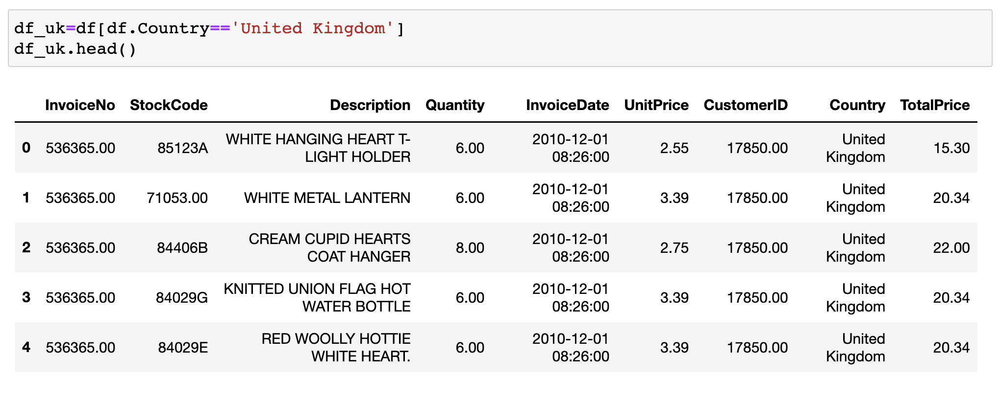 df_uk=df[df.Country=='United Kingdom']
df_uk.head()
InvoiceNo StockCode Description Quantity InvoiceDate UnitPrice CustomerID Country TotalPrice
0 536365.00 85123A WHITE HANGING HEART T-LIGHT HOLDER 6.00 2010-12-01 08:26:00 2.55 17850.00 United Kingdom 15.30
1 536365.00 71053.00 WHITE METAL LANTERN 6.00 2010-12-01 08:26:00 3.39 17850.00 United Kingdom 20.34
2 536365.00 84406B CREAM CUPID HEARTS COAT HANGER 8.00 2010-12-01 08:26:00 2.75 17850.00 United Kingdom 22.00
3 536365.00 84029G KNITTED UNION FLAG HOT WATER BOTTLE 6.00 2010-12-01 08:26:00 3.39 17850.00 United Kingdom 20.34
4 536365.00 84029E RED WOOLLY HOTTIE WHITE HEART. 6.00 2010-12-01 08:26:00 3.39 17850.00 United Kingdom 20.34